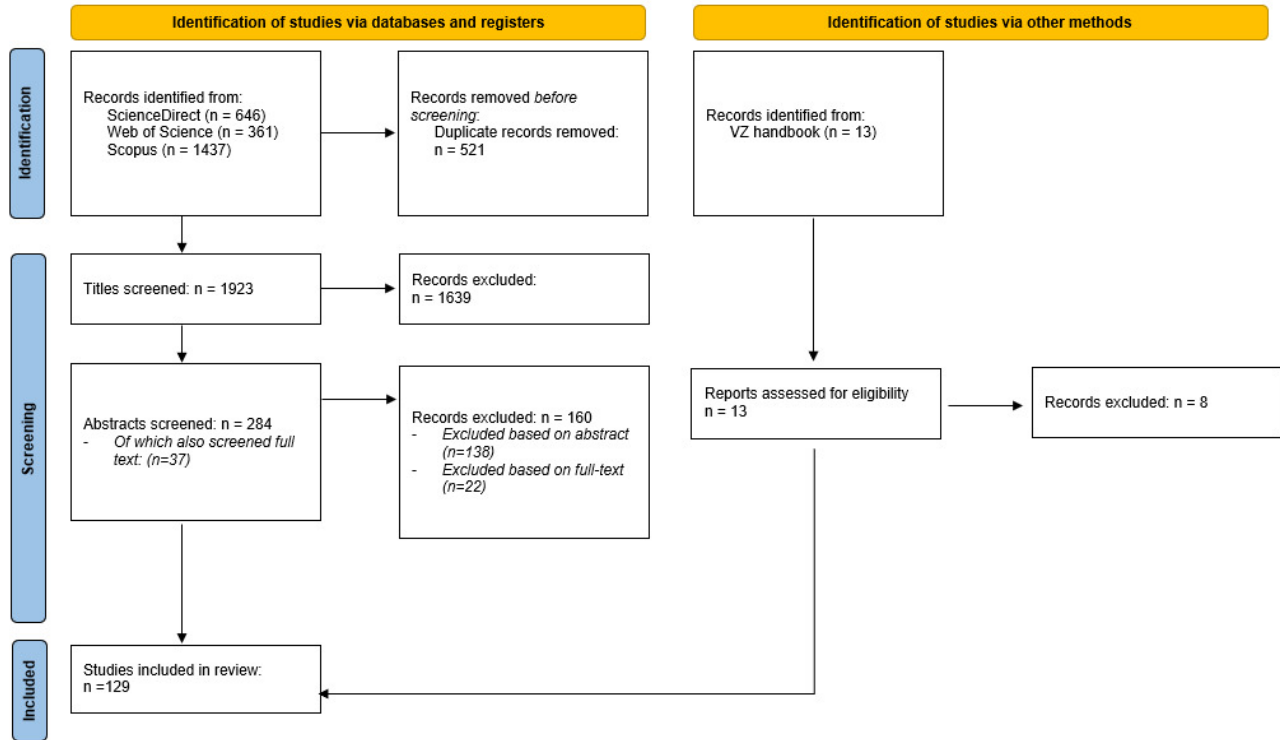 Identification of studies via databases and registers
Identification of studies via other methods
Identification
Records identified from:
ScienceDirect (n = 646)
Web of Science (n = 361)
Scopus (n = 1437)
Records removed before
screening:
Duplicate records removed:
n = 521
Records identified from:
VZ handbook (n = 13)
Screening
Titles screened: n = 1923
Records excluded:
n = 1639
Abstracts screened: n = 284
- Of which also screened full
text: (n=37)
Records excluded: n = 160
- Excluded based on abstract
(n=138)
- Excluded based on full-text
(n=22)
Reports assessed for eligibility
n = 13
Records excluded: n = 8
Included
Studies included in review:
n =129